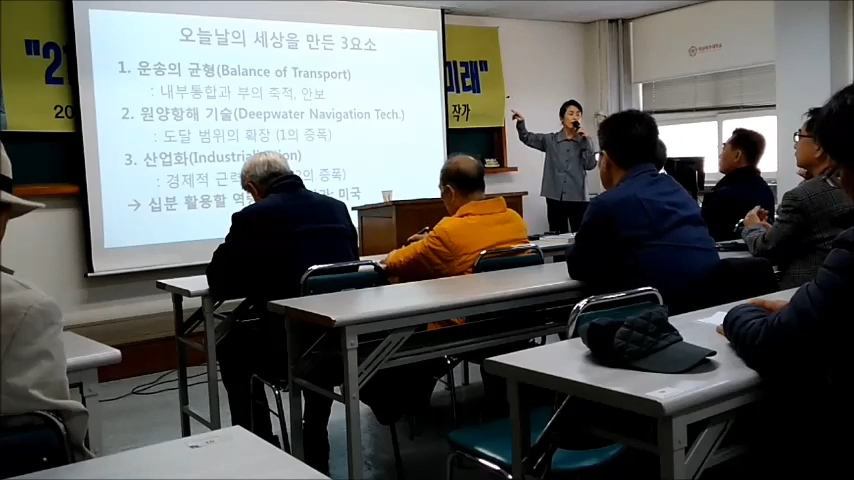 오늘날의 세상을 만든 3요소
1. 운송의 균형(Balance of Transport)
: 내부통합과 부의 축적, 안보
2. 원양항해 기술(Deepwater Navigation Tech.)
: 도달 범위의 확장 (1의 증폭)
3. 산업화(Industrialization)
: 경제적 근력
→ 십분 활용할 미국
"2
20
미래"
작가